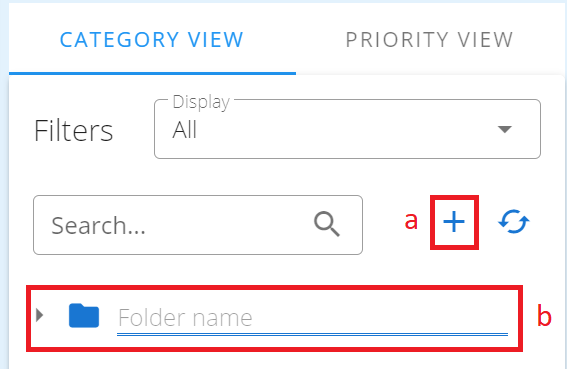 CATEGORY VIEW PRIORITY VIEW
Display
Filters All
Search... a
Folder name b